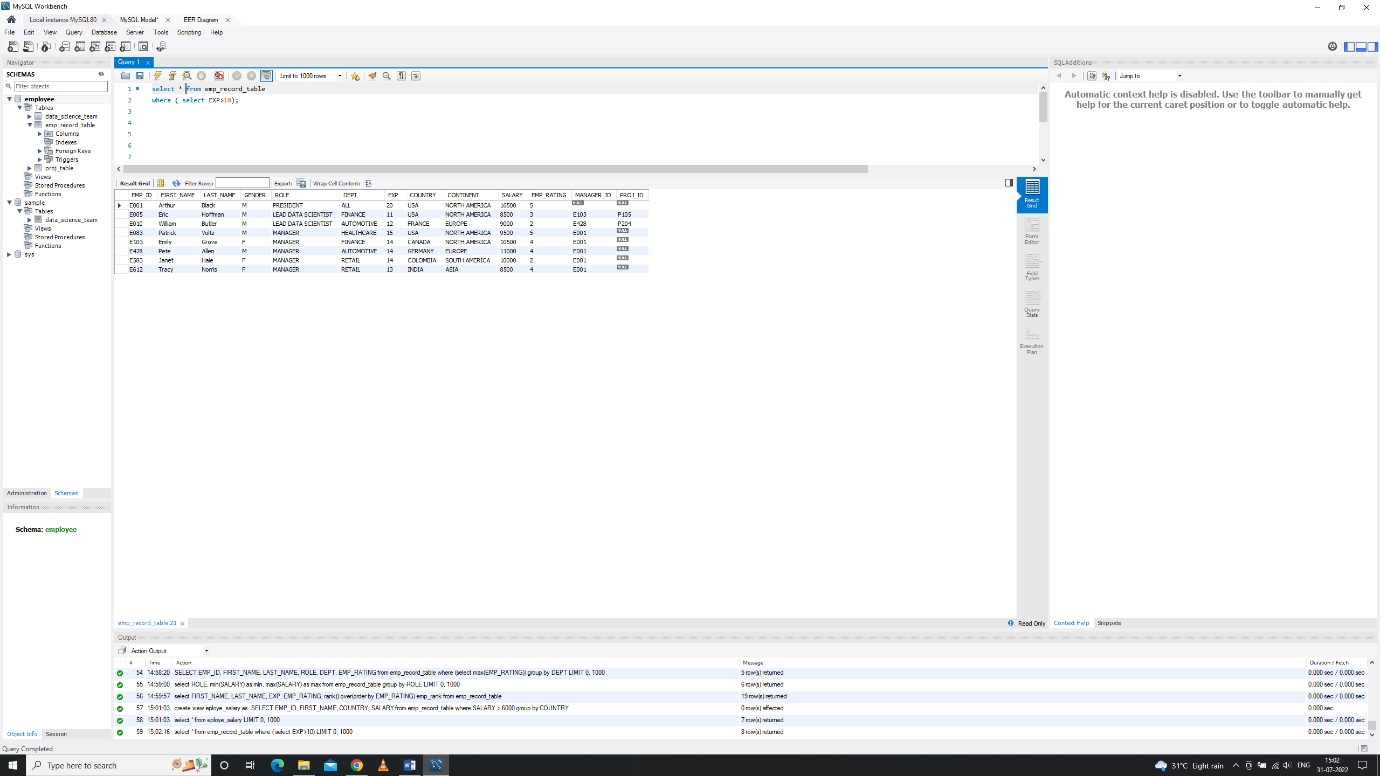 MySQL Workbench
Local instance MySQL80 × MySQL Model* × EER Diagram ×
File Edit View Query Database Server Tools Scripting Help
Navigator
SCHEMAS
Filter objects
employee
Tables
data_science_team
emp_record_table
Columns
Indexes
Foreign Keys
Triggers
proj_table
Views
Stored Procedures
Functions
sample
Tables
data_science_team
Views
Stored Procedures
Functions
sys
Administration Schemas
Information
Schema: employee
Object Info Session
Query Completed
Query 1 ×
Limit to 1000 rows
1 select * from emp_record_table
2 where ( select EXP>10);
3
4
5
6
7
Result Grid Filter Rows: Export: Wrap Cell Content:
EMP_ID FIRST_NAME LAST_NAME GENDER ROLE DEPT EXP COUNTRY CONTINENT SALARY EMP_RATING MANAGER_ID PROJ_ID
E001 Arthur Black M PRESIDENT ALL 20 USA NORTH AMERICA 16500 5 NULL NULL
E005 Eric Hoffman M LEAD DATA SCIENTIST FINANCE 11 USA NORTH AMERICA 8500 3 E103 P105
E010 William Butler M LEAD DATA SCIENTIST AUTOMOTIVE 12 FRANCE EUROPE 9000 2 E428 P204
E083 Patrick Voltz M MANAGER HEALTHCARE 15 USA NORTH AMERICA 9500 5 E001 NULL
E103 Emily Grove F MANAGER FINANCE 14 CANADA NORTH AMERICA 10500 4 E001 NULL
E428 Pete Allen M MANAGER AUTOMOTIVE 14 GERMANY EUROPE 11000 4 E001 NULL
E583 Janet Hale F MANAGER RETAIL 14 COLOMBIA SOUTH AMERICA 10000 2 E001 NULL
E612 Tracy Norris F MANAGER RETAIL 13 INDIA ASIA 8500 4 E001 NULL
Result Grid
Form Editor
Field Types
Query Stats
Execution Plan
emp_record_table 20 × Read Only
SQLAdditions
Jump to
Automatic context help is disabled. Use the toolbar to manually get
help for the current caret position or to toggle automatic help.
Context Help Snippets
Output
Action Output
# Time Action Message Duration / Fetch
54 14:58:20 SELECT EMP_ID, FIRST_NAME, LAST_NAME, ROLE, DEPT, EMP_RATING from emp_record_table where (select max(EMP_RATING)) group by DEPT LIMIT 0, 1000 5 row(s) returned 0.000 sec / 0.000 sec
55 14:59:00 select ROLE, min(SALARY) as min, max(SALARY) as max from emp_record_table group by ROLE LIMIT 0, 1000 6 row(s) returned 0.000 sec / 0.000 sec
56 14:59:57 select FIRST_NAME, LAST_NAME, EXP, EMP_RATING, rank() over(order by EMP_RATING) emp_rank from emp_record_table 19 row(s) returned 0.000 sec / 0.000 sec
57 15:01:03 create view eploye_salary as SELECT EMP_ID, FIRST_NAME, COUNTRY, SALARY from emp_record_table where SALARY > 6000 group by COUNTRY 0 row(s) affected 0.000 sec
58 15:01:03 select * from eploye_salary LIMIT 0, 1000 7 row(s) returned 0.000 sec / 0.000 sec
59 15:02:16 select * from emp_record_table where ( select EXP>10) LIMIT 0, 1000 8 row(s) returned 0.000 sec / 0.000 sec
Type here to search
31°C Light rain ENG 15:02
31-07-2022